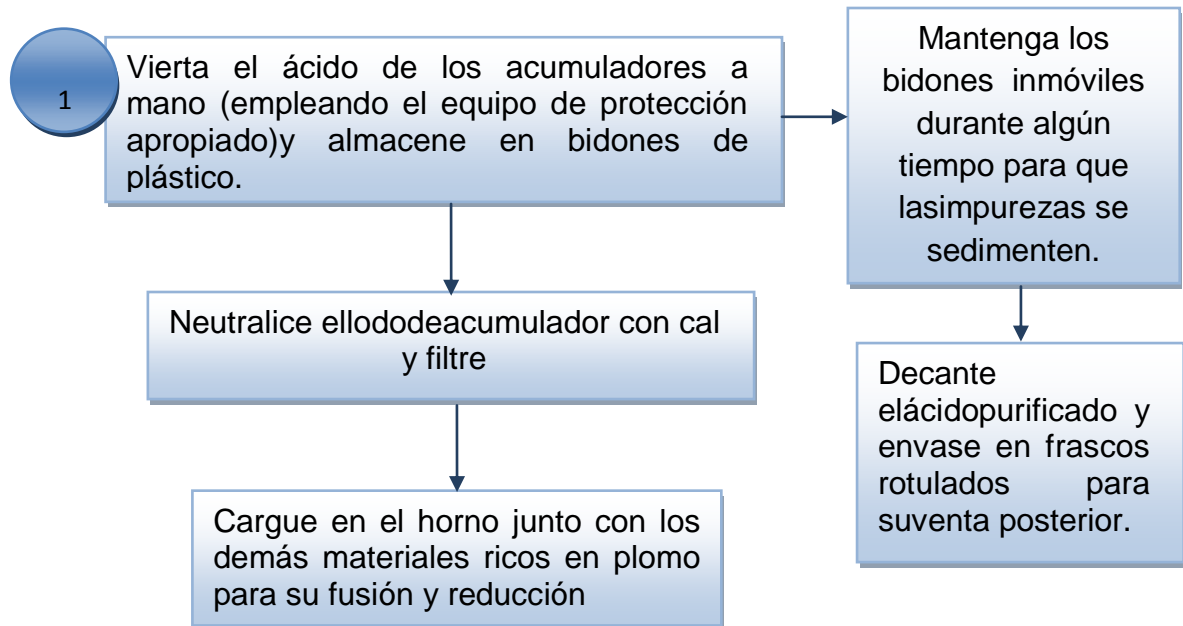 1
Vierta el ácido de los acumuladores a
mano (empleando el equipo de protección
apropiado)y almacene en bidones de
plástico.
Mantenga los
bidones inmóviles
durante algún
tiempo para que
lasimpurezas se
sedimenten.
Neutralice ellododeacumulador con cal
y filtre
Decante
elácidopurificado y
envase en frascos
rotulados para
suventa posterior.
Cargue en el horno junto con los
demás materiales ricos en plomo
para su fusión y reducción